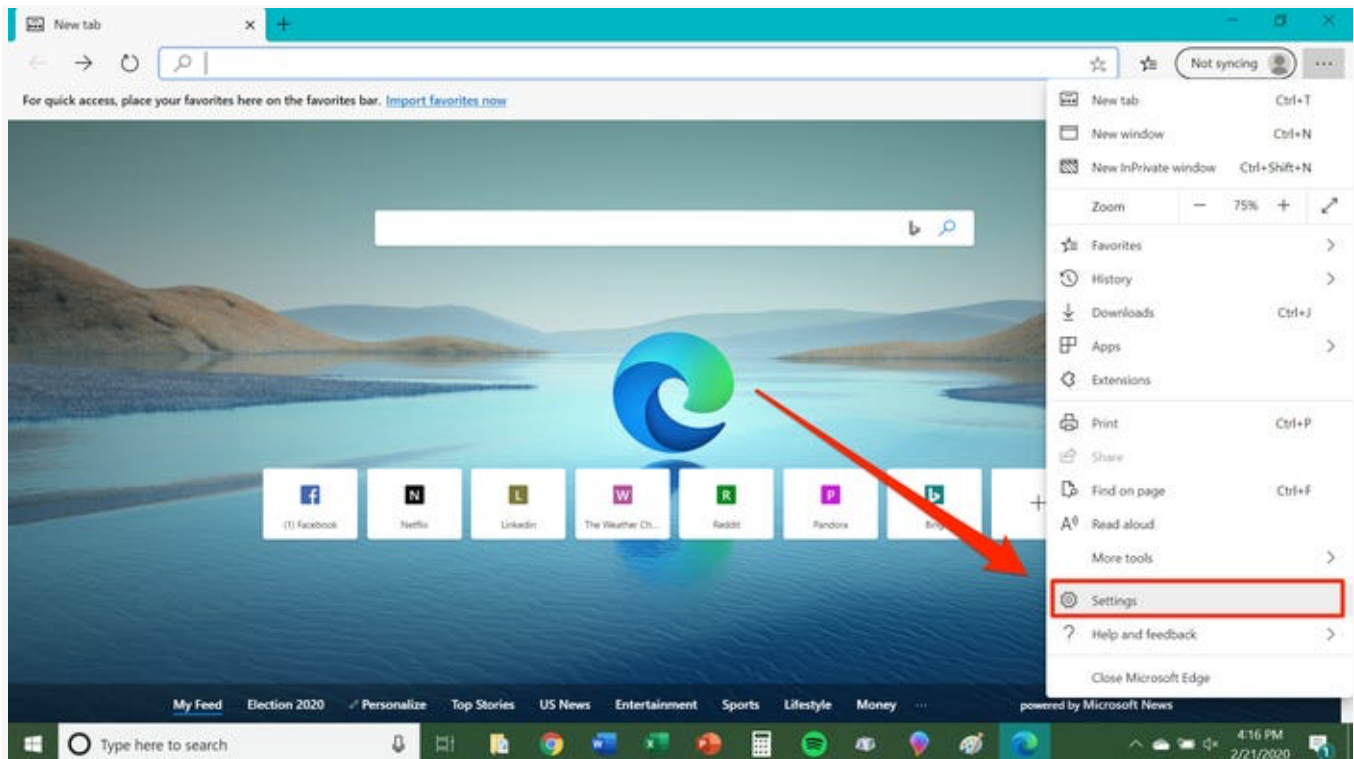 New tab
Not syncing
For quick access, place your favorites here on the favorites bar. Import favorites now
New tab Ctrl+T
New window Ctrl+N
New InPrivate window Ctrl+Shift+N
Zoom 75%
Favorites
History
Downloads Ctrl+J
Apps
Extensions
Print Ctrl+P
Share
Find on page Ctrl+F
Read aloud
More tools
Settings
Help and feedback
Close Microsoft Edge
N L W R P
(1) Facebook Netflix Linkedin The Weather Ch... Reddit Pandora Bing
My Feed Election 2020 Personalize Top Stories US News Entertainment Sports Lifestyle Money ... powered by Microsoft News
Type here to search
4:16 PM
2/21/2020